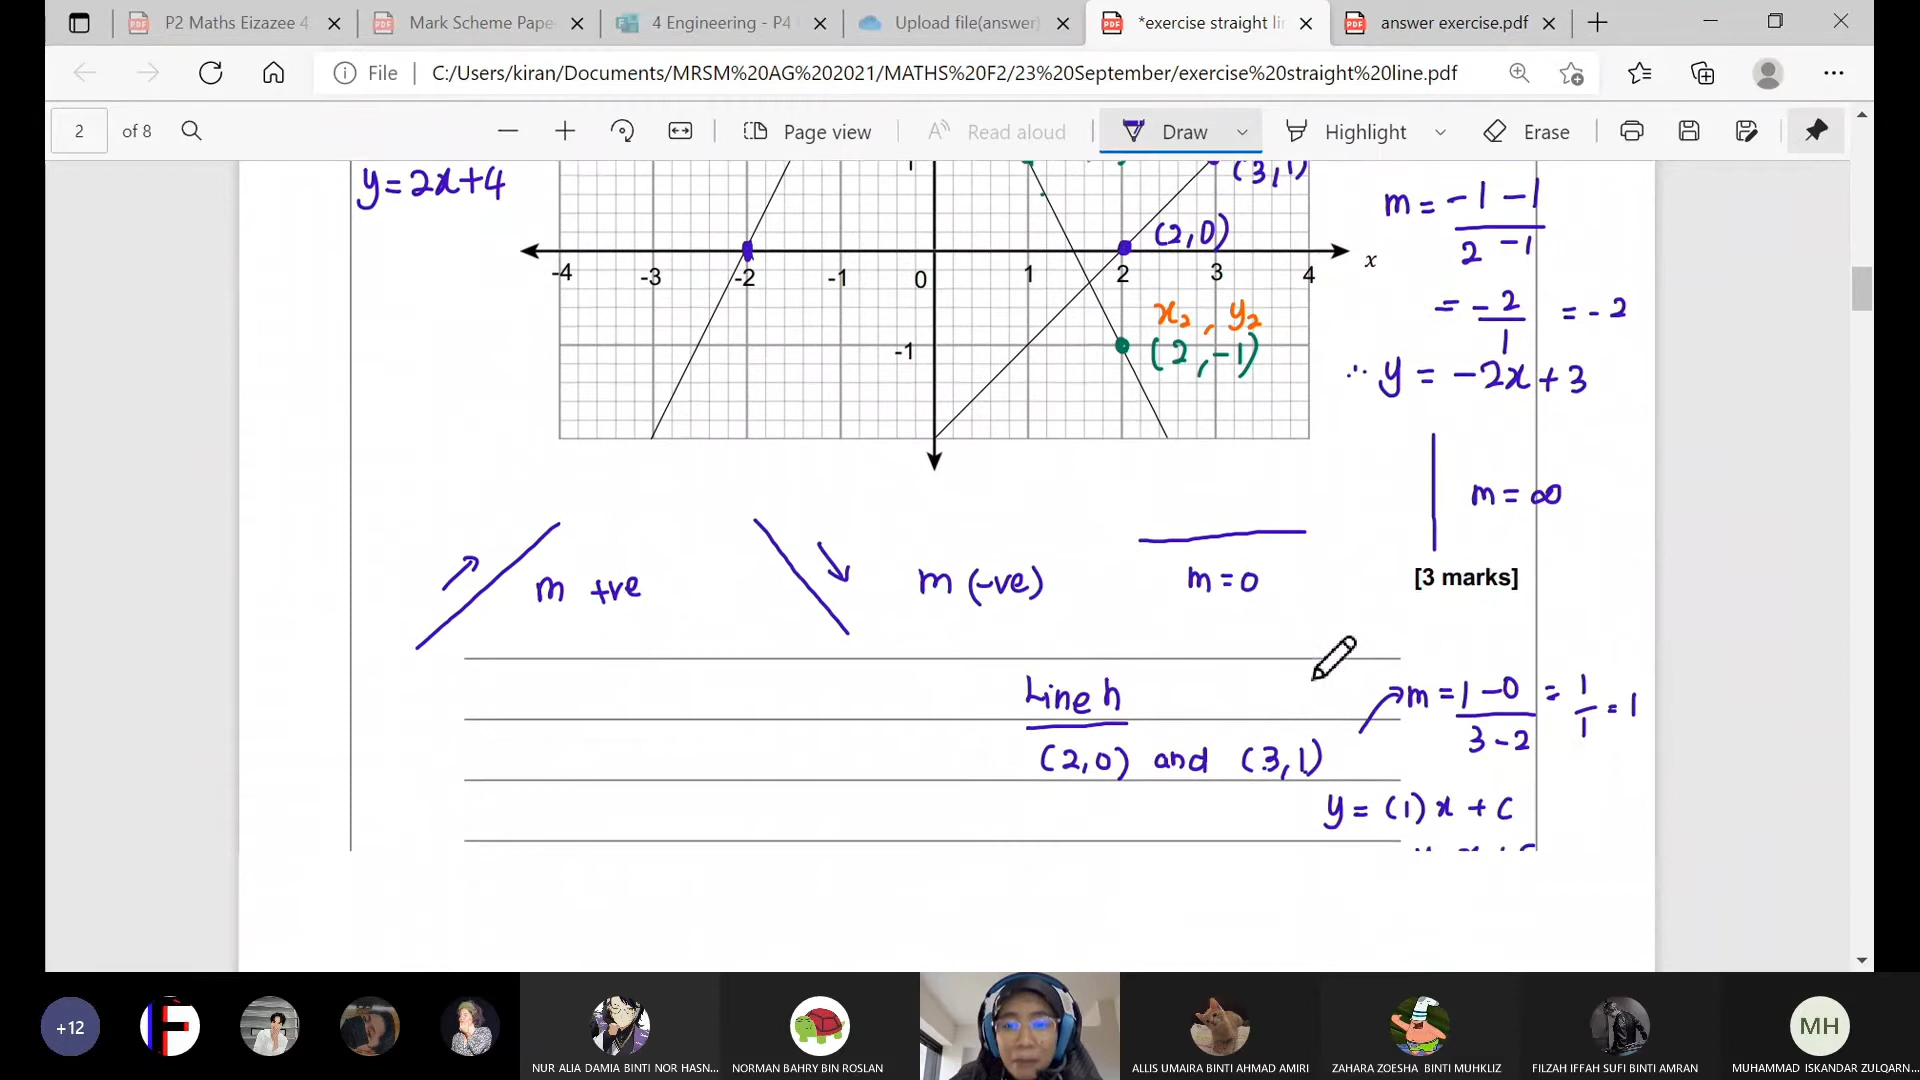 P2 Maths Eizazee 4
Mark Scheme Pape
4 Engineering - P4
Upload file(answer)
*exercise straight li
answer exercise.pdf
File
C:/Users/kiran/Documents/MRSM%20AG%202021/MATHS%20F2/23%20September/exercise%20straight%20line.pdf
2 of 8
Page view
Read aloud
Draw
Highlight
Erase
y = 2x+4
1
(3,1)
(2,0)
-4 -3 -2 -1 0 1 2 3 4 x
x₂, y₂
(2, -1)
-1
m = -1 -1
2 -1
= -2 = -2
1
∴ y = -2x + 3
m = ∞
m +ve
m (-ve)
m = 0
[3 marks]
Line h
(2,0) and (3,1)
m = 1 - 0 = 1 = 1
3 - 2 1
y = (1) x + c
+12
F
MH
NUR ALIA DAMIA BINTI NOR HASN...
NORMAN BAHRY BIN ROSLAN
ALLIS UMAIRA BINTI AHMAD AMIRI
ZAHARA ZOESHA BINTI MUHKLIZ
FILZAH IFFAH SUFI BINTI AMRAN
MUHAMMAD ISKANDAR ZULQARN...